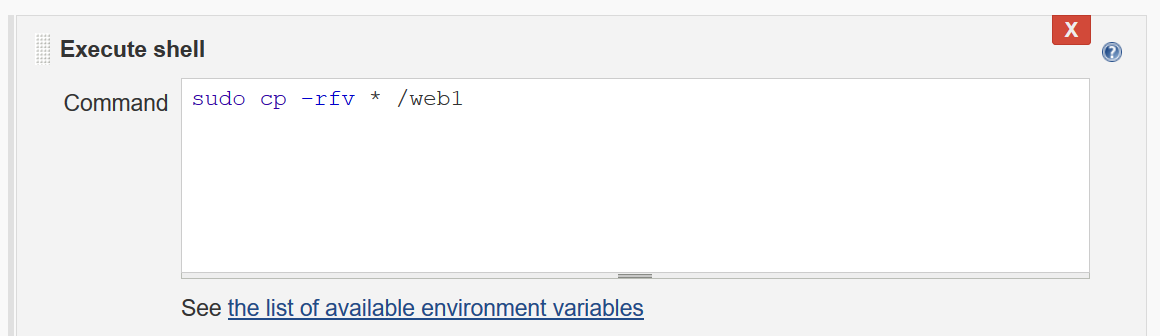 X
Execute shell
?
Command
sudo cp -rfv * /web1
See the list of available environment variables